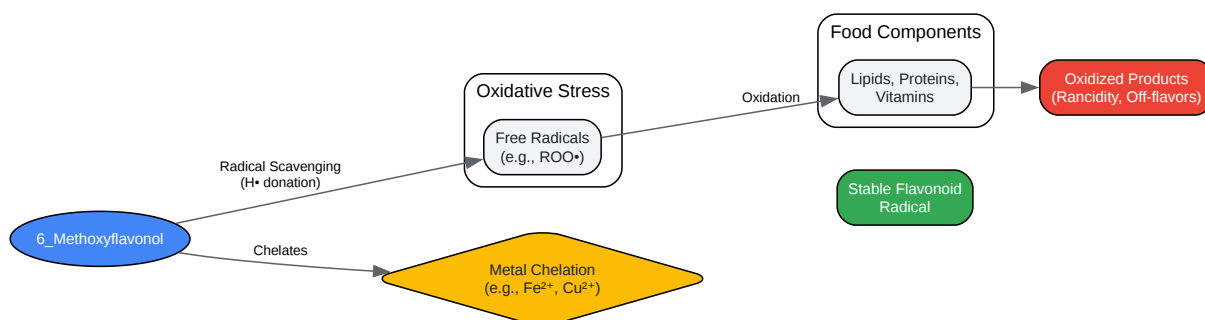 Food Components
Lipids, Proteins,
Vitamins
Oxidized Products
(Rancidity, Off-flavors)
Oxidative Stress
Free Radicals
(e.g., ROO•)
Oxidation
Radical Scavenging
(H• donation)
Stable Flavonoid
Radical
6_Methoxyflavonol
Chelates
Metal Chelation
(e.g., Fe²⁺, Cu²⁺)